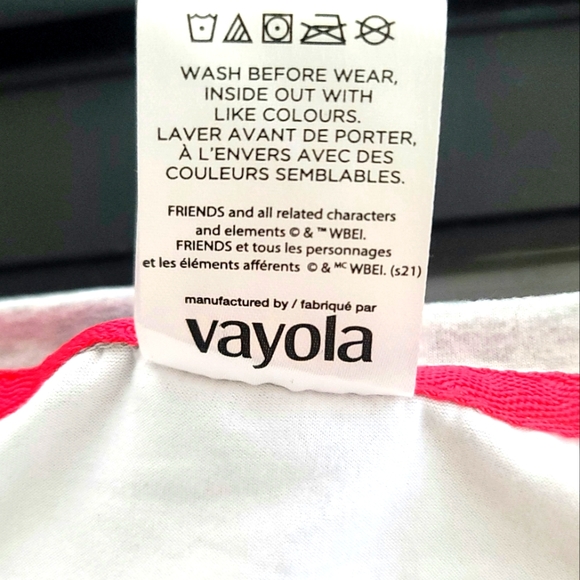 WASH BEFORE WEAR,
INSIDE OUT WITH
LIKE COLOURS.
LAVER AVANT DE PORTER,
À L'ENVERS AVEC DES
COULEURS SEMBLABLES.
FRIENDS and all related characters
and elements © & ™ WBEI.
FRIENDS et tous les personnages
et les éléments afférents © & MC WBEI. (s21)
manufactured by / fabriqué par
vayola